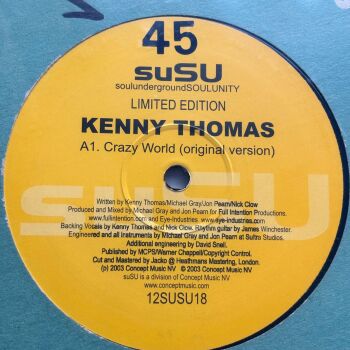 45
suSU
soulundergroundSOULUNITY
LIMITED EDITION
KENNY THOMAS
A1. Crazy World (original version)
suSU
Written by Kenny Thomas/Michael Gray/Jon Pearn/Nick Clow
Produced and Mixed by Michael Gray and Jon Pearn for Full Intention Productions.
www.fullintention.com and Eye-Industries. www.eye-industries.com
Backing Vocals by Kenny Thomas and Nick Clow. Rhythm guitar by James Winchester.
Engineered and all instruments by Michael Gray and Jon Pearn at Sultra Studios.
Additional engineering by David Snell.
Published by MCPS/Warner Chappell/Copyright Control.
Cut and Mastered by Jacko @ Heathmans Mastering, London.
(p) 2003 Concept Music NV © 2003 Concept Music NV
suSU is a division of Concept Music NV
www.conceptmusic.com
12SUSU18